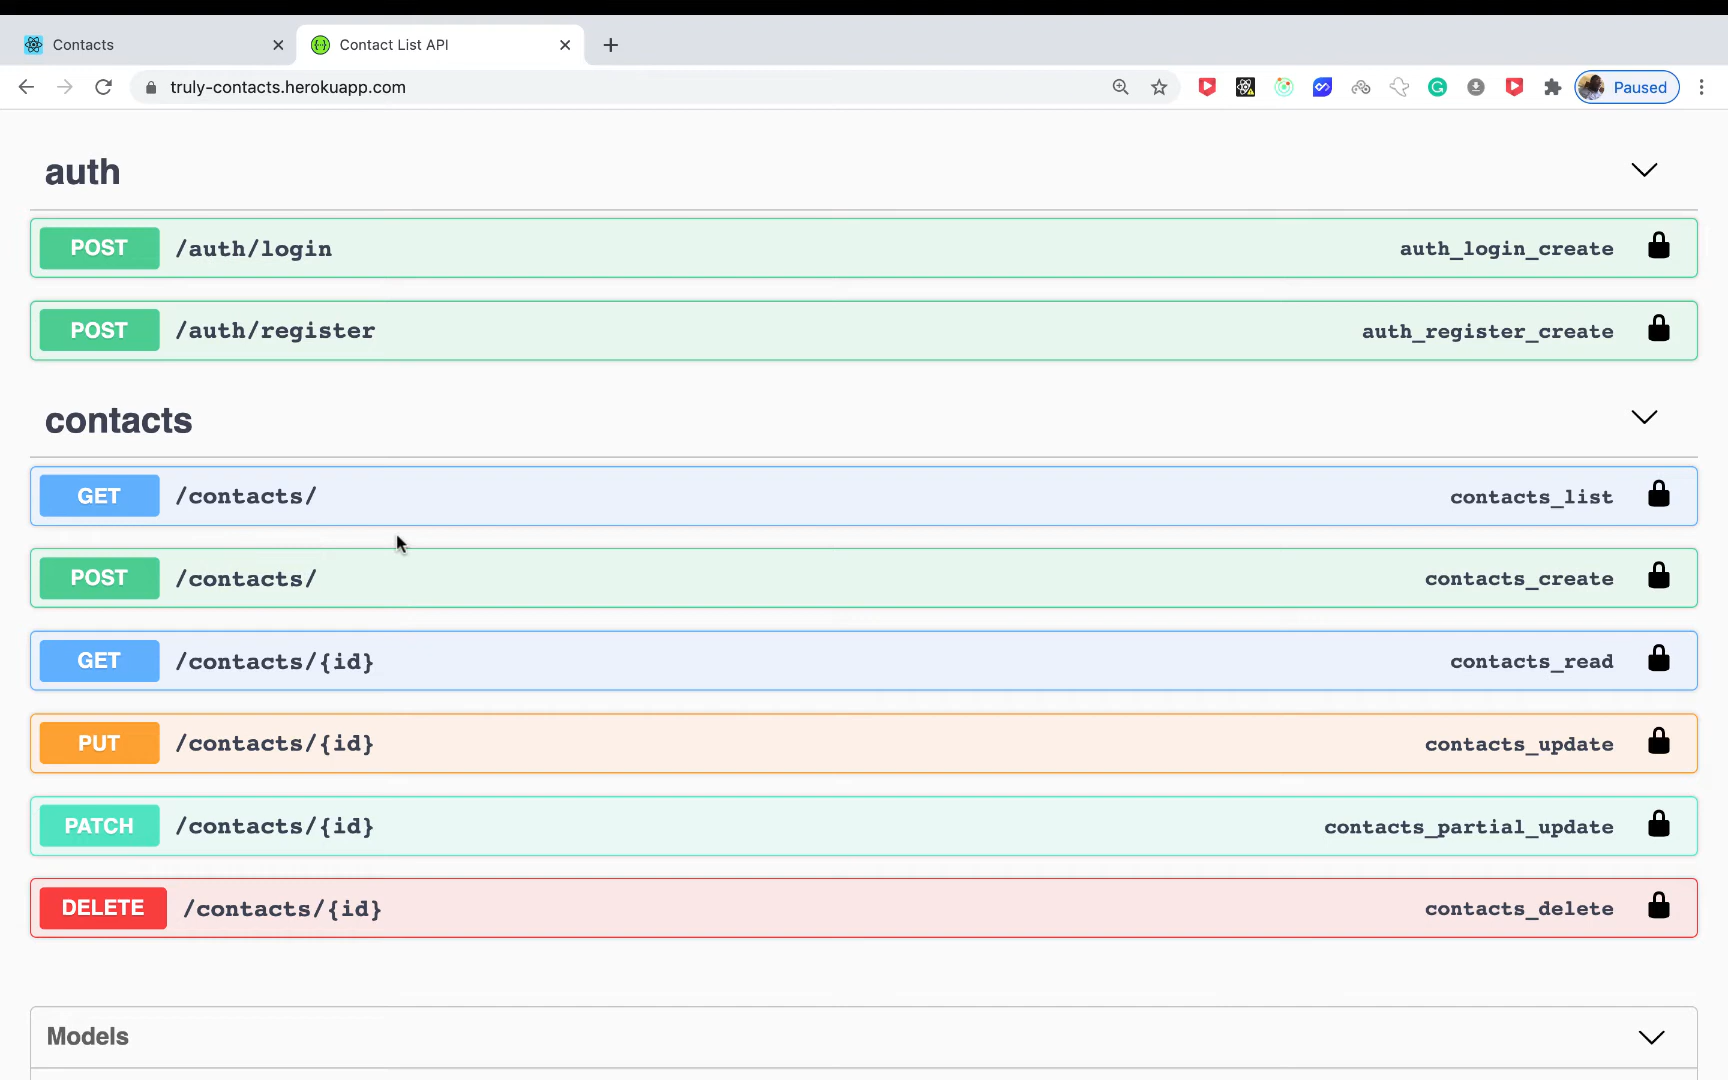 Contacts
Contact List API
truly-contacts.herokuapp.com
Paused
auth
POST /auth/login auth_login_create
POST /auth/register auth_register_create
contacts
GET /contacts/ contacts_list
POST /contacts/ contacts_create
GET /contacts/{id} contacts_read
PUT /contacts/{id} contacts_update
PATCH /contacts/{id} contacts_partial_update
DELETE /contacts/{id} contacts_delete
Models